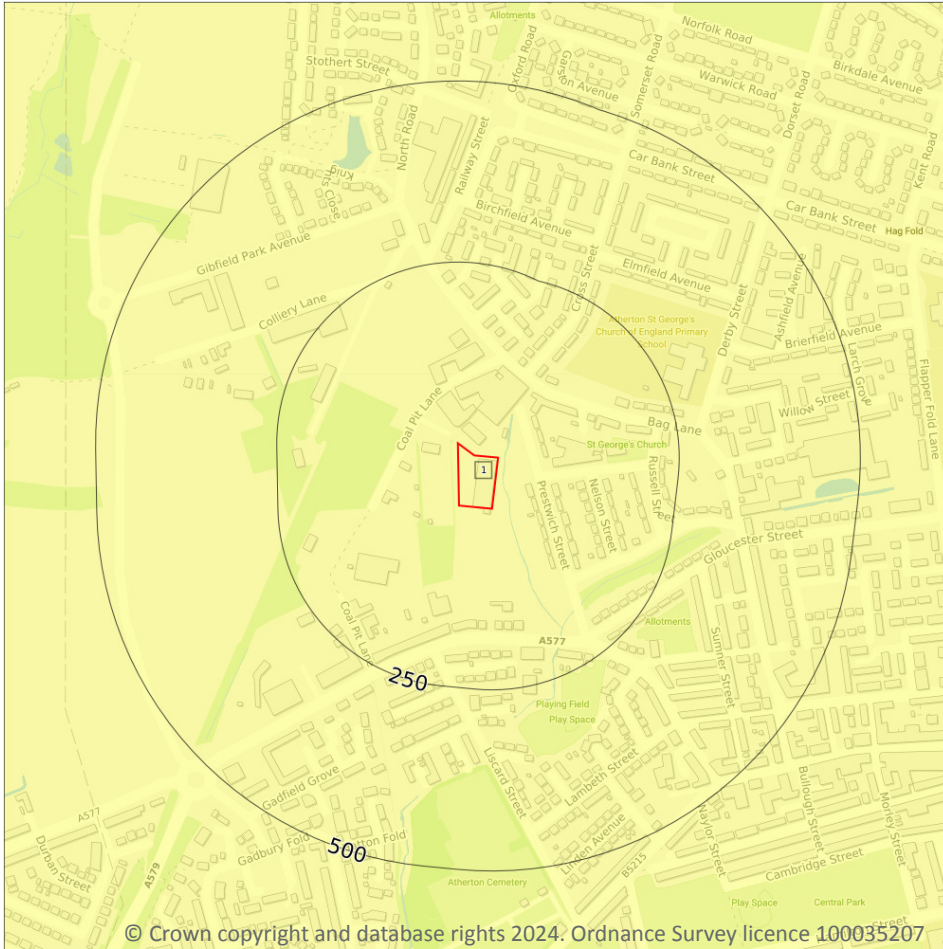 Allotments
Norfolk Road
Oxford Road
Somerset Road
Stothert Street
Birkdale Avenue
Warwick Road
Dorset Road
North Road
Railway Street
Car Bank Street
Kent Road
Birchfield Avenue
Car Bank Street
Hag Fold
Gibfield Park Avenue
Cross Street
Elmfield Avenue
Ashfield Avenue
Colliery Lane
Atherton St George's
Church of England Primary
School
Derby Street
Brierfield Avenue
Larch Grove
Flapper Fold Lane
Coal Pit Lane
Willow Street
Bag Lane
St George's Church
1
Russell Street
Prestwich Street
Nelson Street
Gloucester Street
Coal Pit Lane
Allotments
A577
Sumner Street
250
Playing Field
Play Space
Liscard Street
Lambeth Street
Gadfield Grove
A577
Bullough Street
Naylor Street
Morley Street
500
Gadbury Fold
Durban Street
A579
Linden Avenue
B5215
Cambridge Street
Atherton Cemetery
Play Space
Central Park
© Crown copyright and database rights 2024. Ordnance Survey licence 100035207